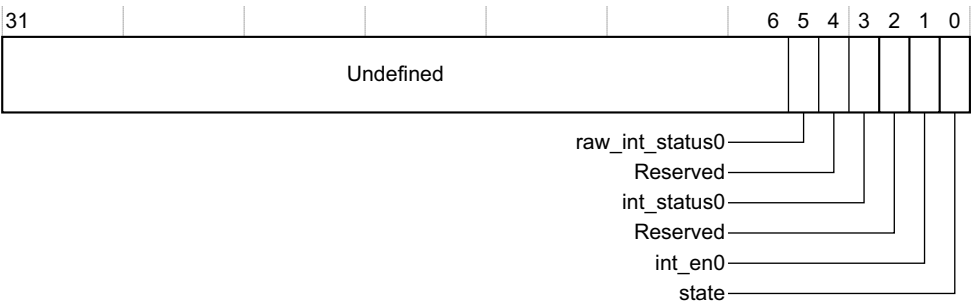 31 6 5 4 3 2 1 0
Undefined
raw_int_status0
Reserved
int_status0
Reserved
int_en0
state